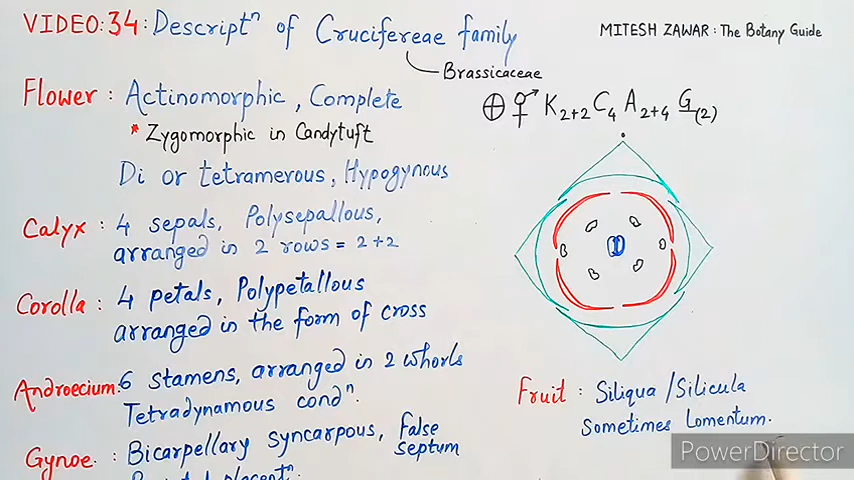 VIDEO:34: Descriptⁿ of Crucifereae family
MITESH ZAWAR: The Botany Guide
Brassicaceae
Flower: Actinomorphic, Complete
* Zygomorphic in Candytuft
Di or tetramerous, Hypogynous
⊕ ⚥ K2+2 C4 A2+4 G(2)
Calyx: 4 sepals, Polysepallous,
arranged in 2 rows = 2+2
Corolla: 4 petals, Polypetallous
arranged in the form of cross
Androecium: 6 stamens, arranged in 2 whorls
Tetradynamous condⁿ.
Gynoe: Bicarpellary syncarpous, false
septum
Fruit: Siliqua / Silicula
Sometimes Lomentum.
PowerDirector